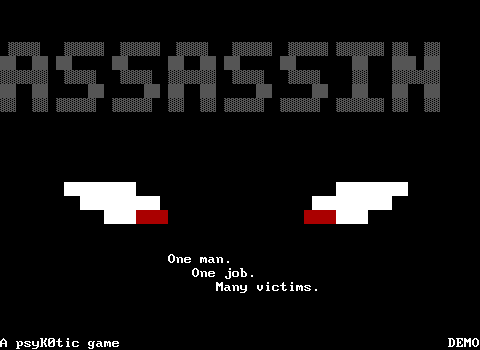 ASSASSIN
One man.
One job.
Many victims.
A psyK0tic game
DEMO